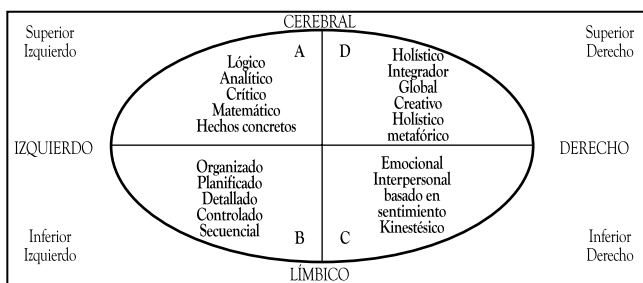 CEREBRAL
Superior
Izquierdo
Superior
Derecho
A
Lógico
Analítico
Crítico
Matemático
Hechos concretos
D
Holístico
Integrador
Global
Creativo
Holístico
metafórico
IZQUIERDO
DERECHO
Organizado
Planificado
Detallado
Controlado
Secuencial
B
Emocional
Interpersonal
basado en
sentimiento
Kinestésico
C
Inferior
Izquierdo
Inferior
Derecho
LÍMBICO